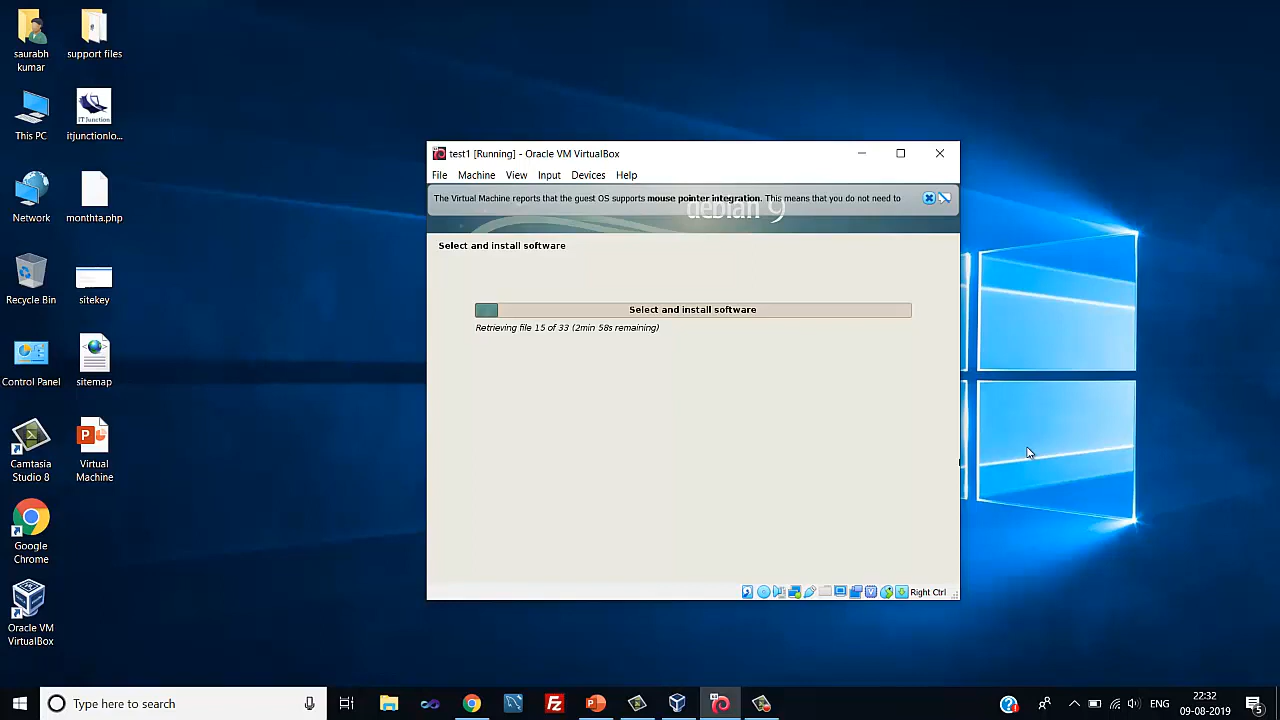 saurabh
kumar
support files
This PC
IT Junction
itjunctionlo...
Network
monthta.php
Recycle Bin
sitekey
Control Panel
sitemap
Camtasia
Studio 8
Virtual
Machine
Google
Chrome
Oracle VM
VirtualBox
test1 [Running] - Oracle VM VirtualBox
File Machine View Input Devices Help
The Virtual Machine reports that the guest OS supports mouse pointer integration. This means that you do not need to
debian 9
Select and install software
Select and install software
Retrieving file 15 of 33 (2min 58s remaining)
Right Ctrl
Type here to search
ENG
22:32
09-08-2019
5